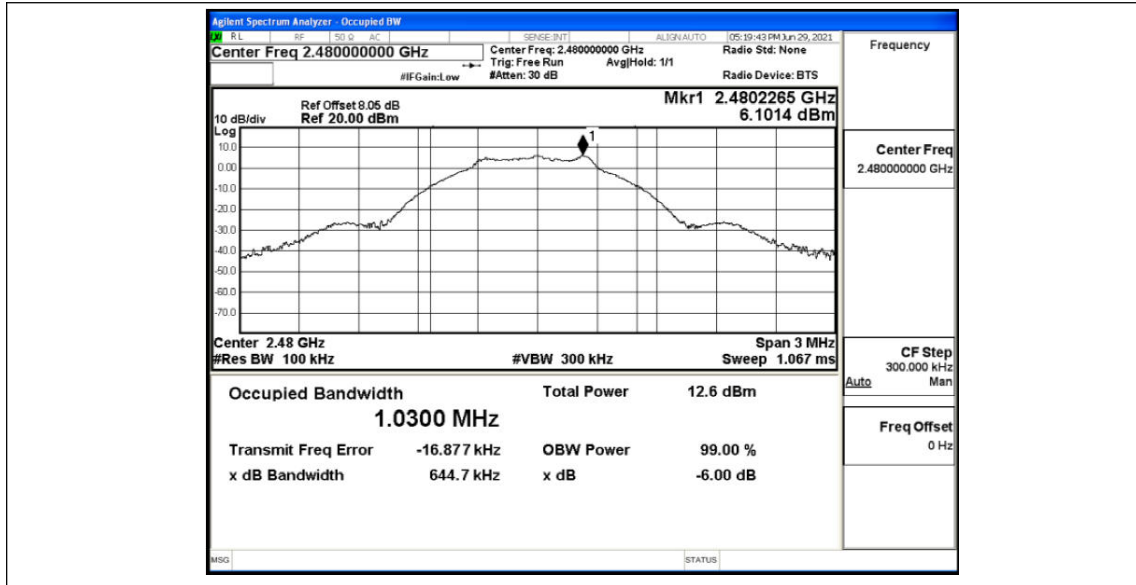 Agilent Spectrum Analyzer - Occupied BW
LXI RL RF 50 Ω AC SENSE:INT ALIGN AUTO 05:19:43 PM Jun 29, 2021
Center Freq 2.480000000 GHz
Center Freq: 2.480000000 GHz
Radio Std: None
Trig: Free Run Avg|Hold: 1/1
#IFGain:Low #Atten: 30 dB Radio Device: BTS
Mkr1 2.4802265 GHz
6.1014 dBm
Ref Offset 8.05 dB
10 dB/div Ref 20.00 dBm
Log
10.0
0.00
-10.0
-20.0
-30.0
-40.0
-50.0
-60.0
-70.0
1
Center 2.48 GHz Span 3 MHz
#Res BW 100 kHz #VBW 300 kHz Sweep 1.067 ms
Occupied Bandwidth Total Power 12.6 dBm
1.0300 MHz
Transmit Freq Error -16.877 kHz OBW Power 99.00 %
x dB Bandwidth 644.7 kHz x dB -6.00 dB
MSG STATUS
Frequency
Center Freq
2.480000000 GHz
CF Step
300.000 kHz
Auto Man
Freq Offset
0 Hz